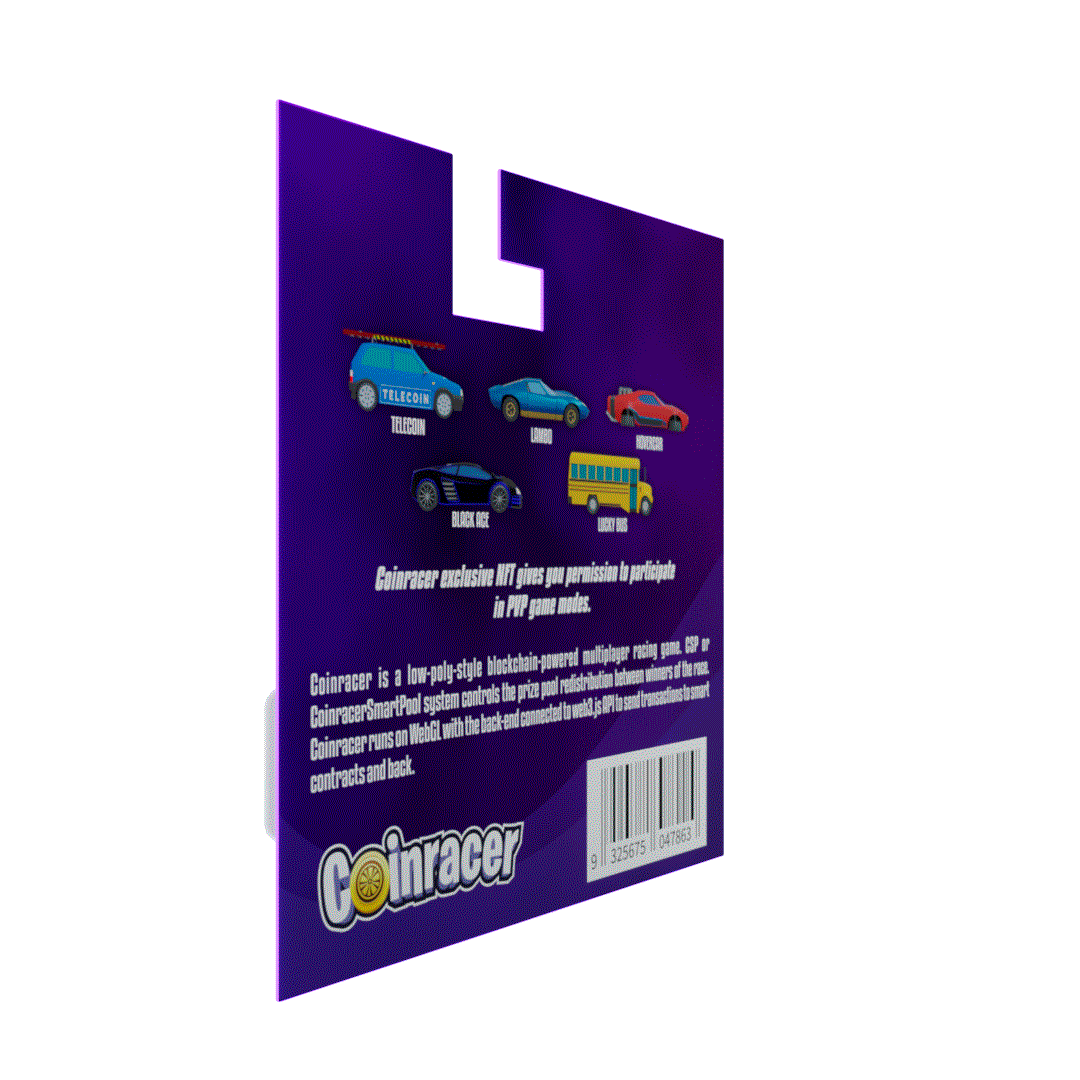 TELECOIN
TELECOIN
LAMBO
HOVERCAR
BLACK ACE
LUCKY BUS
Coinracer exclusive NFT gives you permission to participate
in PVP game modes.
Coinracer is a low-poly-style blockchain-powered multiplayer racing game. CSP or
CoinracerSmartPool system controls the prize pool redistribution between winners of the race.
Coinracer runs on WebGL with the back-end connected to web3.js API to send transactions to smart
contracts and back.
Coinracer
9 325675 047863